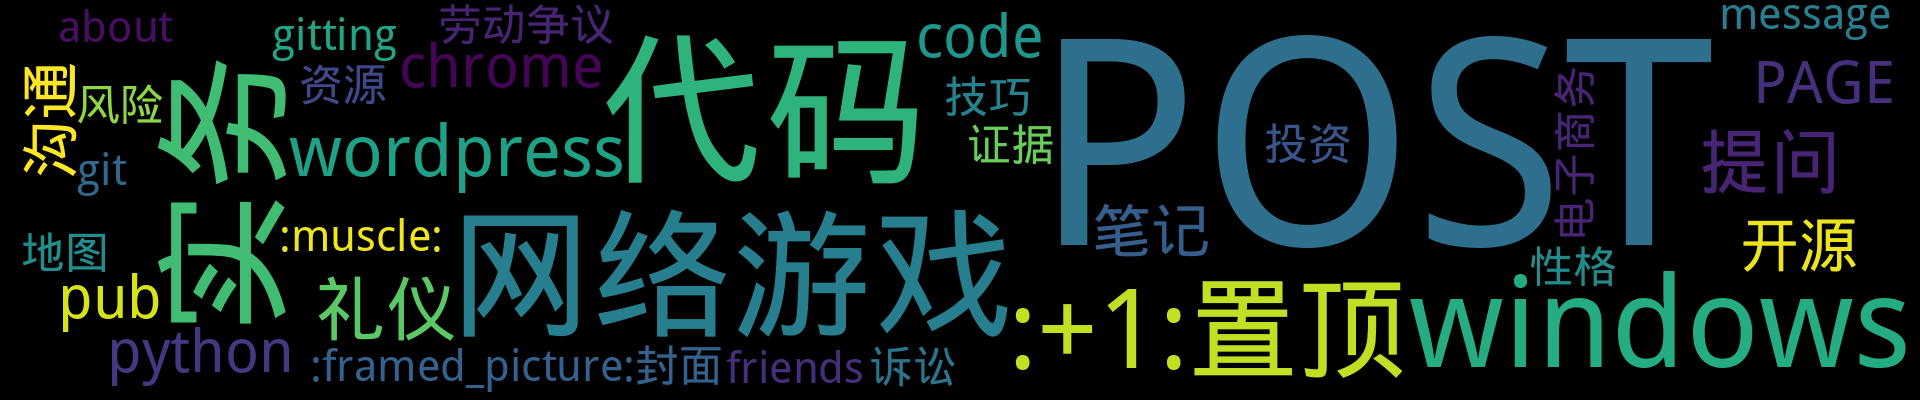 about
gitting
劳动争议
code
message
沟通
风险
实务
资源
chrome
代码
技巧
POST
投资
电子商务
PAGE
git
wordpress
证据
提问
地图
:muscle:
网络游戏
笔记
性格
开源
pub
礼仪
:+1:置顶
windows
python
:framed_picture:封面
friends
诉讼